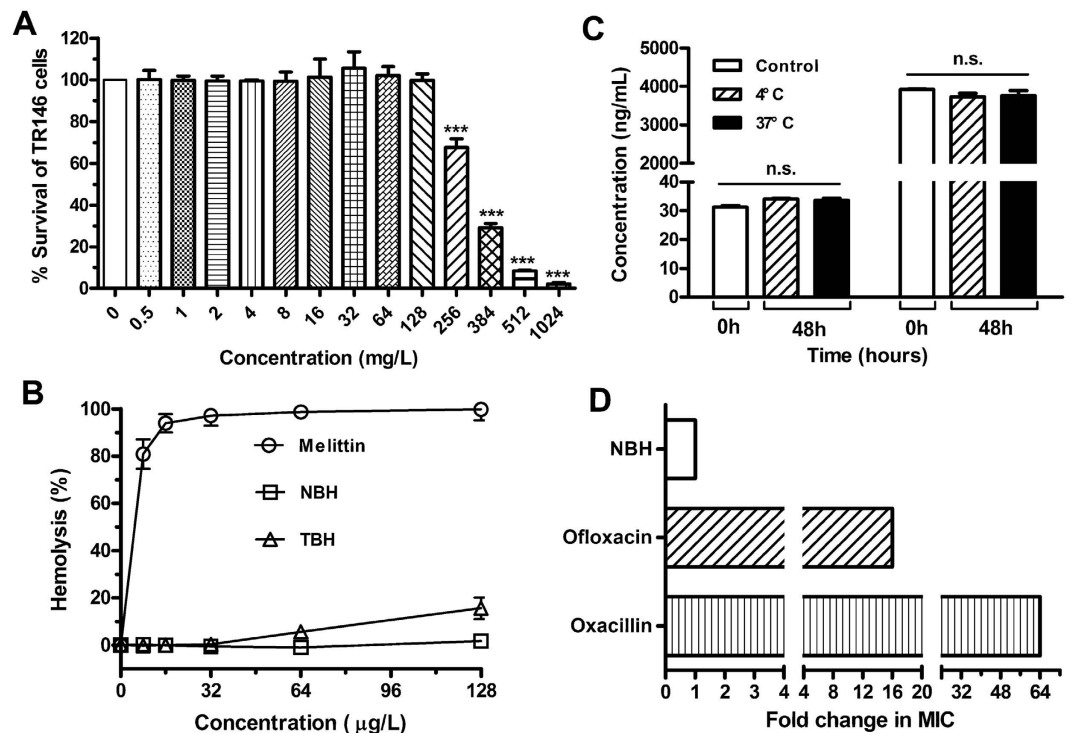 A
% Survival of TR146 cells
120
100
80
60
40
20
0
***
***
***
***
0
0.5
1
2
4
8
16
32
64
128
256
384
512
1024
Concentration (mg/L)
C
Concentration (ng/mL)
5000
4000
3000
2000
40
30
20
10
0
Control
4°C
37°C
n.s.
n.s.
0h
48h
0h
48h
Time (hours)
B
Hemolysis (%)
100
80
60
40
20
0
Melittin
NBH
TBH
0
32
64
96
128
Concentration (µg/L)
D
NBH
Ofloxacin
Oxacillin
0 1 2 3 4 4 8 12 16 20 32 48 64
Fold change in MIC